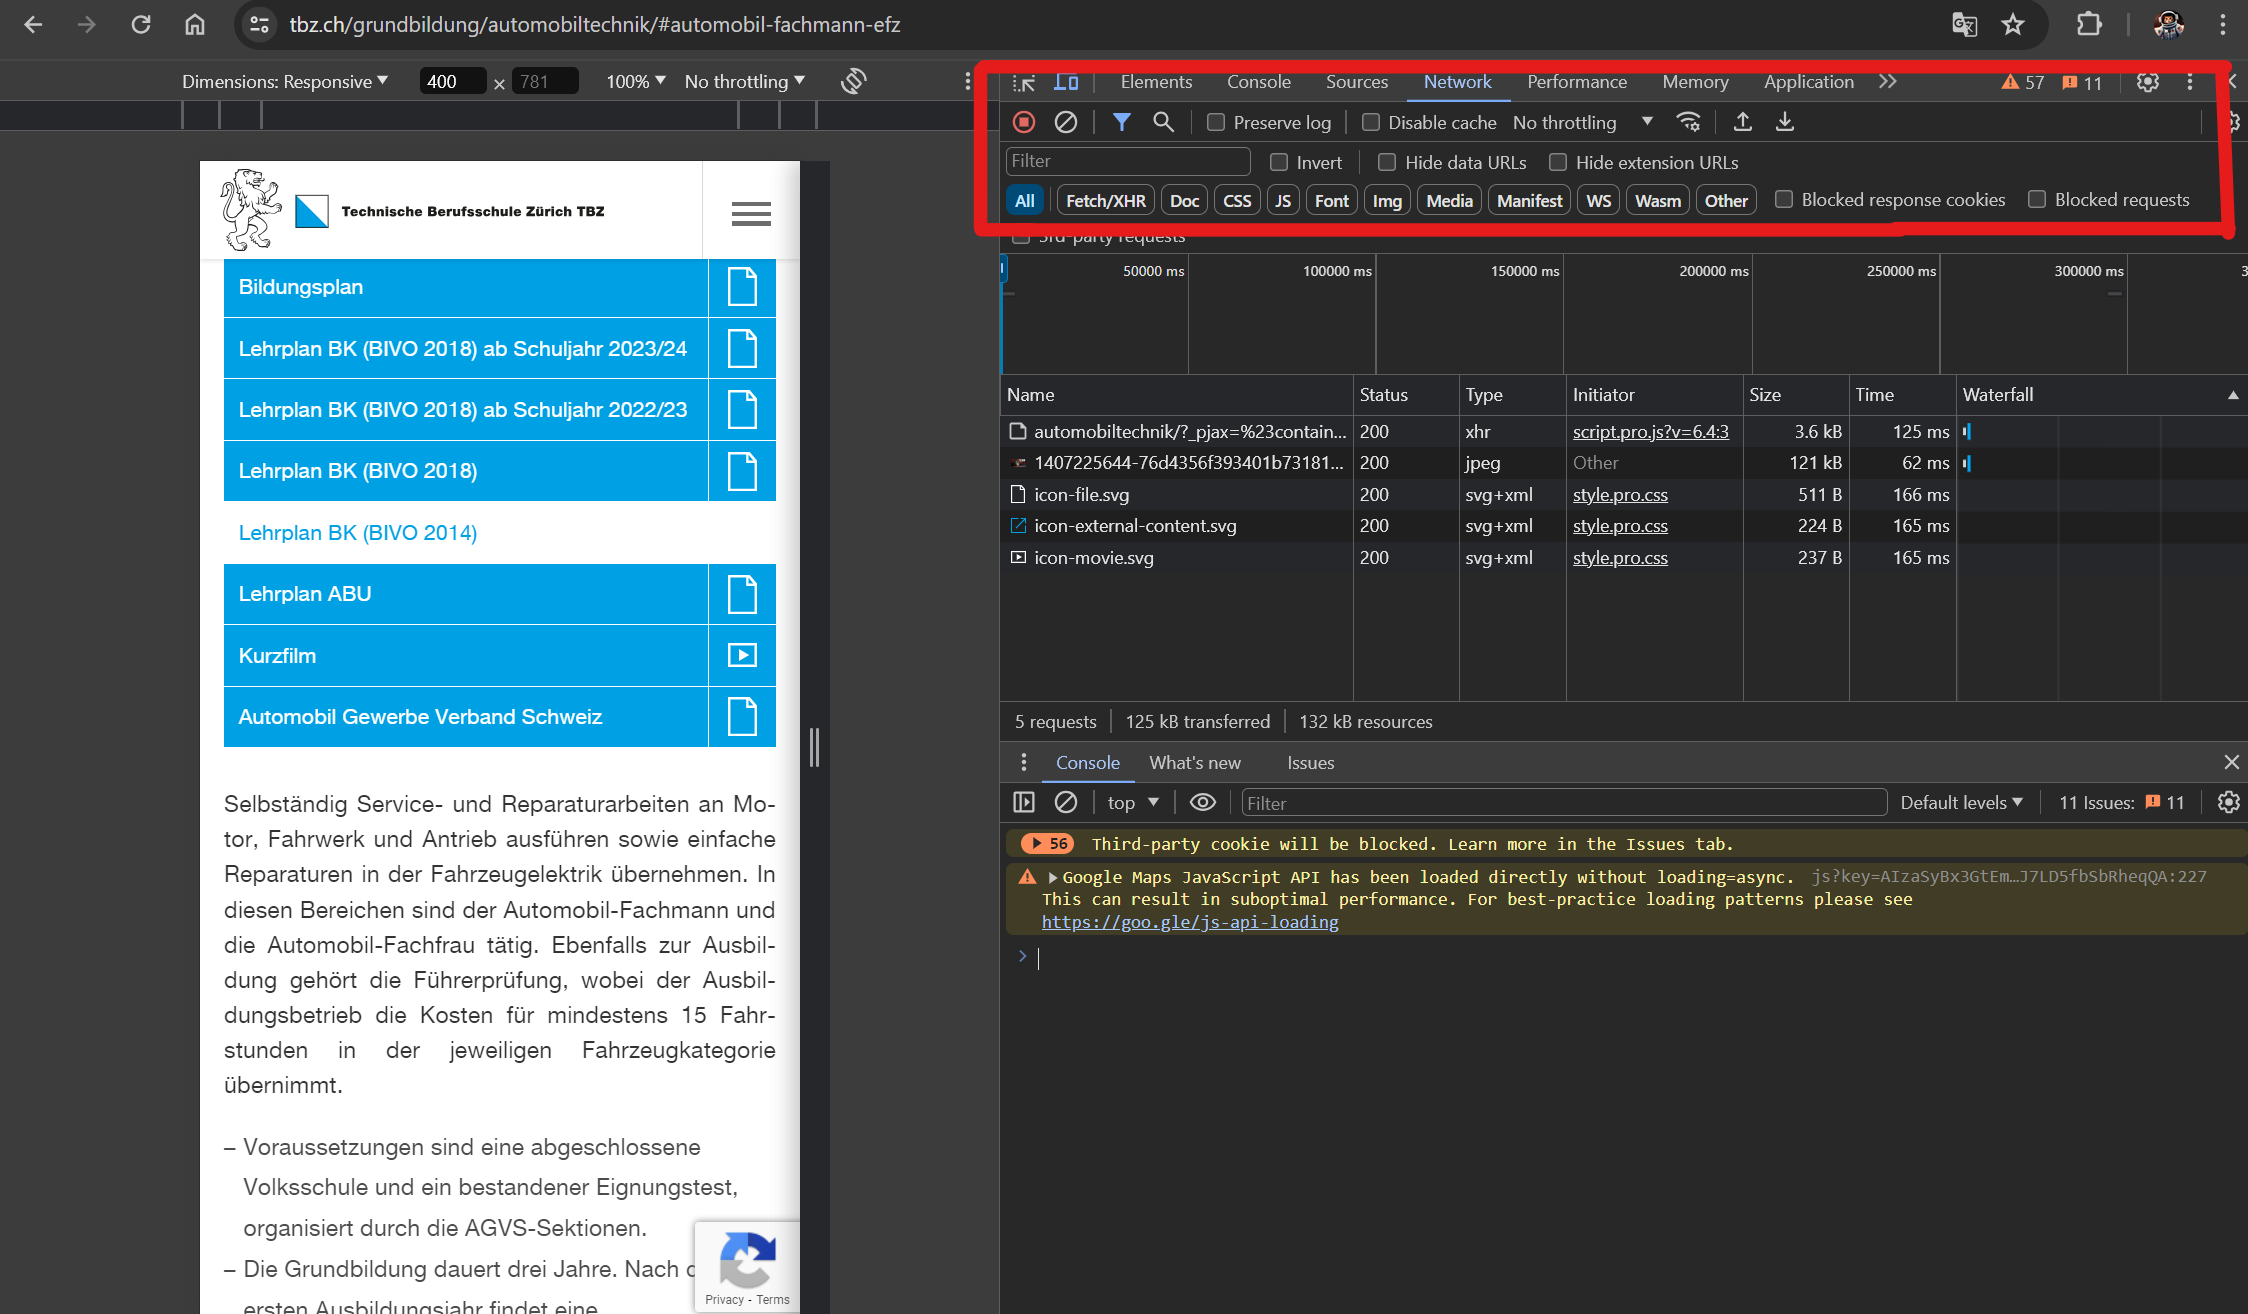 tbz.ch/grundbildung/automobiltechnik/#automobil-fachmann-efz
Dimensions: Responsive 400 × 781 100% No throttling
Technische Berufsschule Zürich TBZ
Bildungsplan
Lehrplan BK (BIVO 2018) ab Schuljahr 2023/24
Lehrplan BK (BIVO 2018) ab Schuljahr 2022/23
Lehrplan BK (BIVO 2018)
Lehrplan BK (BIVO 2014)
Lehrplan ABU
Kurzfilm
Automobil Gewerbe Verband Schweiz
Selbständig Service- und Reparaturarbeiten an Mo-
tor, Fahrwerk und Antrieb ausführen sowie einfache
Reparaturen in der Fahrzeugelektrik übernehmen. In
diesen Bereichen sind der Automobil-Fachmann und
die Automobil-Fachfrau tätig. Ebenfalls zur Ausbil-
dung gehört die Führerprüfung, wobei der Ausbil-
dungsbetrieb die Kosten für mindestens 15 Fahr-
stunden in der jeweiligen Fahrzeugkategorie
übernimmt.
– Voraussetzungen sind eine abgeschlossene
Volksschule und ein bestandener Eignungstest,
organisiert durch die AGVS-Sektionen.
– Die Grundbildung dauert drei Jahre. Nach
ersten Ausbildungsjahr findet eine
Privacy - Terms
Elements Console Sources Network Performance Memory Application 57 11
Preserve log Disable cache No throttling
Filter Invert Hide data URLs Hide extension URLs
All Fetch/XHR Doc CSS JS Font Img Media Manifest WS Wasm Other Blocked response cookies Blocked requests
3rd-party requests
50000 ms 100000 ms 150000 ms 200000 ms 250000 ms 300000 ms 3
Name Status Type Initiator Size Time Waterfall
automobiltechnik/?_pjax=%23contain... 200 xhr script.pro.js?v=6.4:3 3.6 kB 125 ms
1407225644-76d4356f393401b73181... 200 jpeg Other 121 kB 62 ms
icon-file.svg 200 svg+xml style.pro.css 511 B 166 ms
icon-external-content.svg 200 svg+xml style.pro.css 224 B 165 ms
icon-movie.svg 200 svg+xml style.pro.css 237 B 165 ms
5 requests 125 kB transferred 132 kB resources
Console What's new Issues
top Filter Default levels 11 Issues: 11
56 Third-party cookie will be blocked. Learn more in the Issues tab.
Google Maps JavaScript API has been loaded directly without loading=async. js?key=AIzaSyBx3GtEm…J7LD5fbSbRheqQA:227
This can result in suboptimal performance. For best-practice loading patterns please see
https://goo.gle/js-api-loading